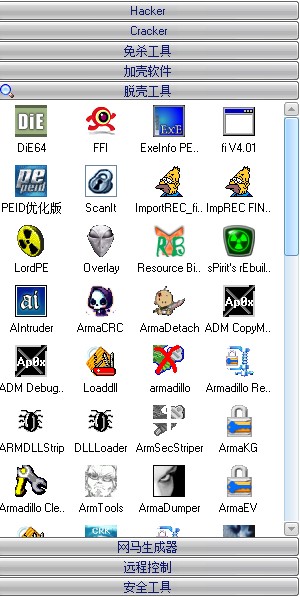 Hacker
Cracker
免杀工具
加壳软件
脱壳工具
DiE64 FFI ExeInfo PE.. fi V4.01
PEID优化版 ScanIt ImportREC_fi.. ImpREC FIN..
LordPE Overlay Resource Bi.. sPirit's rEbuil..
AIntruder ArmaCRC ArmaDetach ADM CopyM..
ADM Debug.. Loaddll armadillo Armadillo Re..
ARMDLLStrip DLLLoader ArmSecStriper ArmaKG
Armadillo Cle.. ArmTools ArmaDumper ArmaEV
网马生成器
远程控制
安全工具